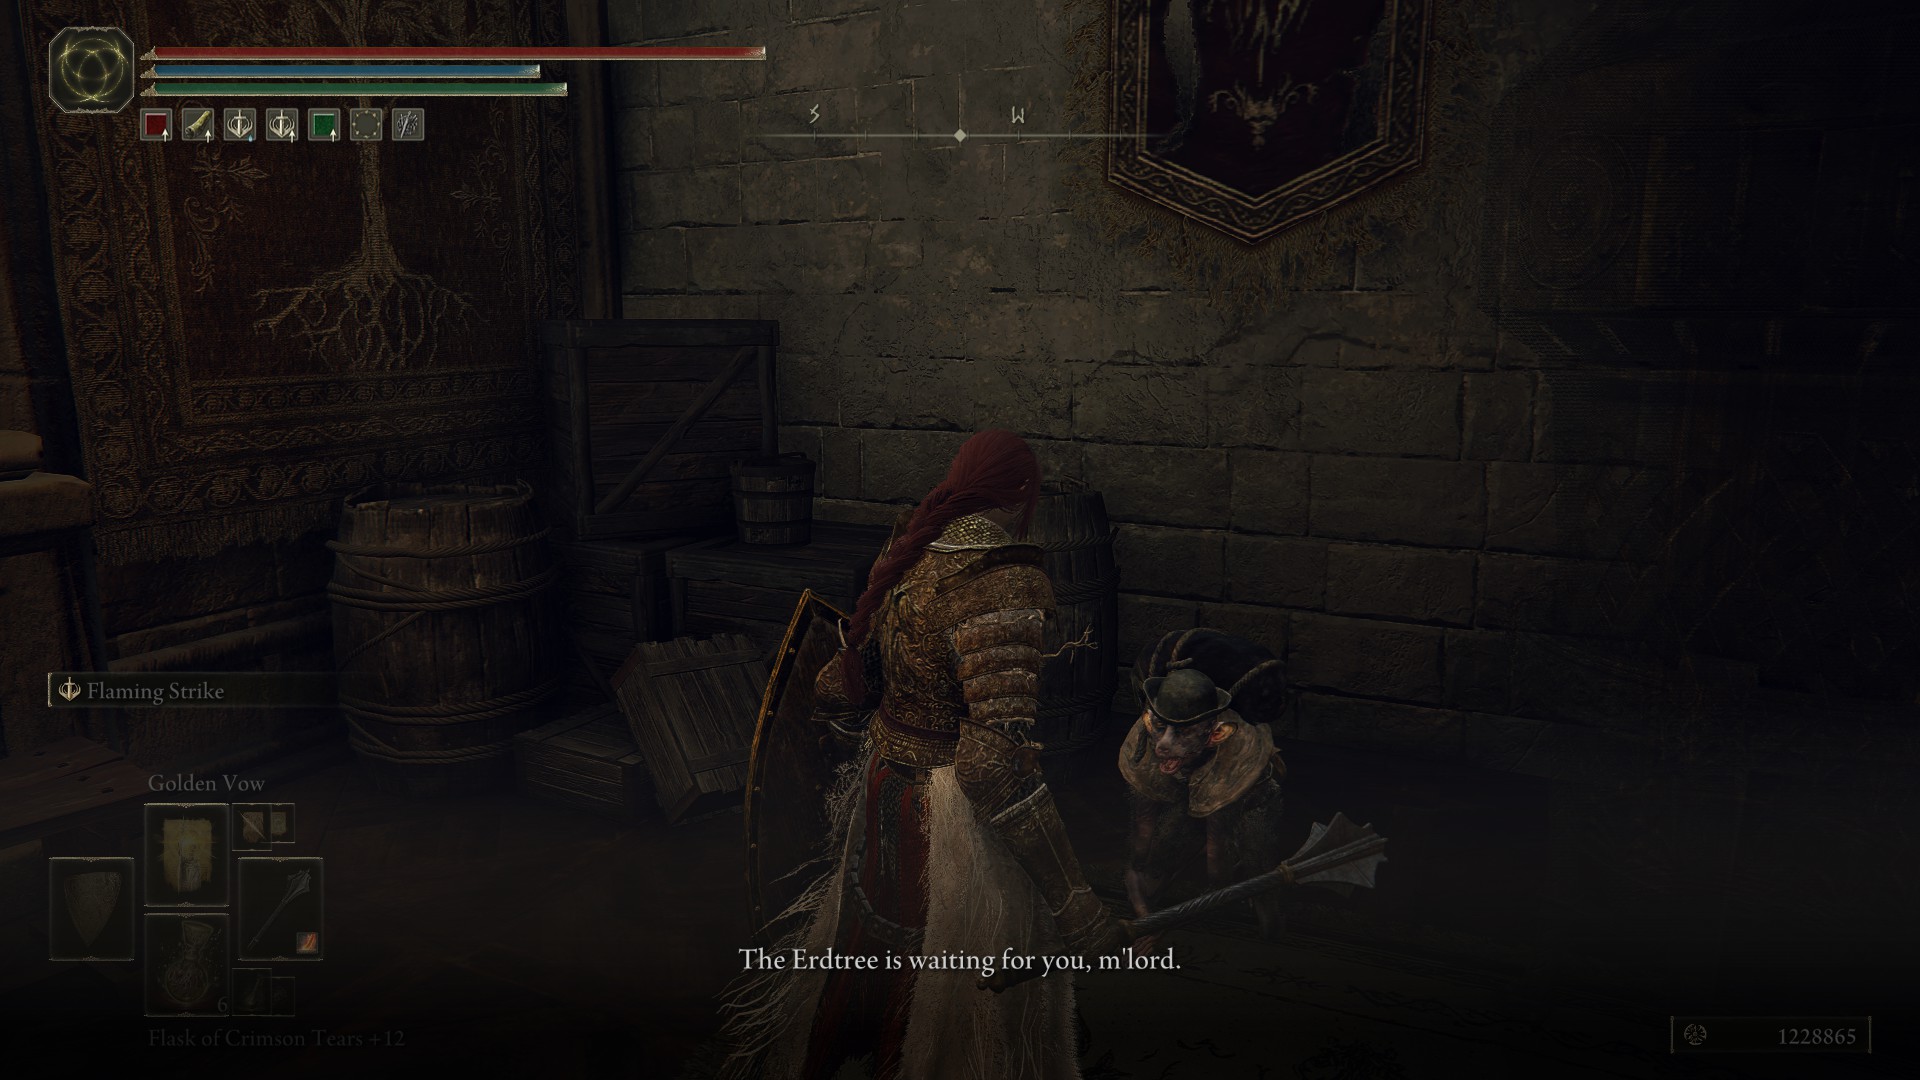 S
W
Flaming Strike
Golden Vow
6
The Erdtree is waiting for you, m'lord.
Flask of Crimson Tears +12
1228865